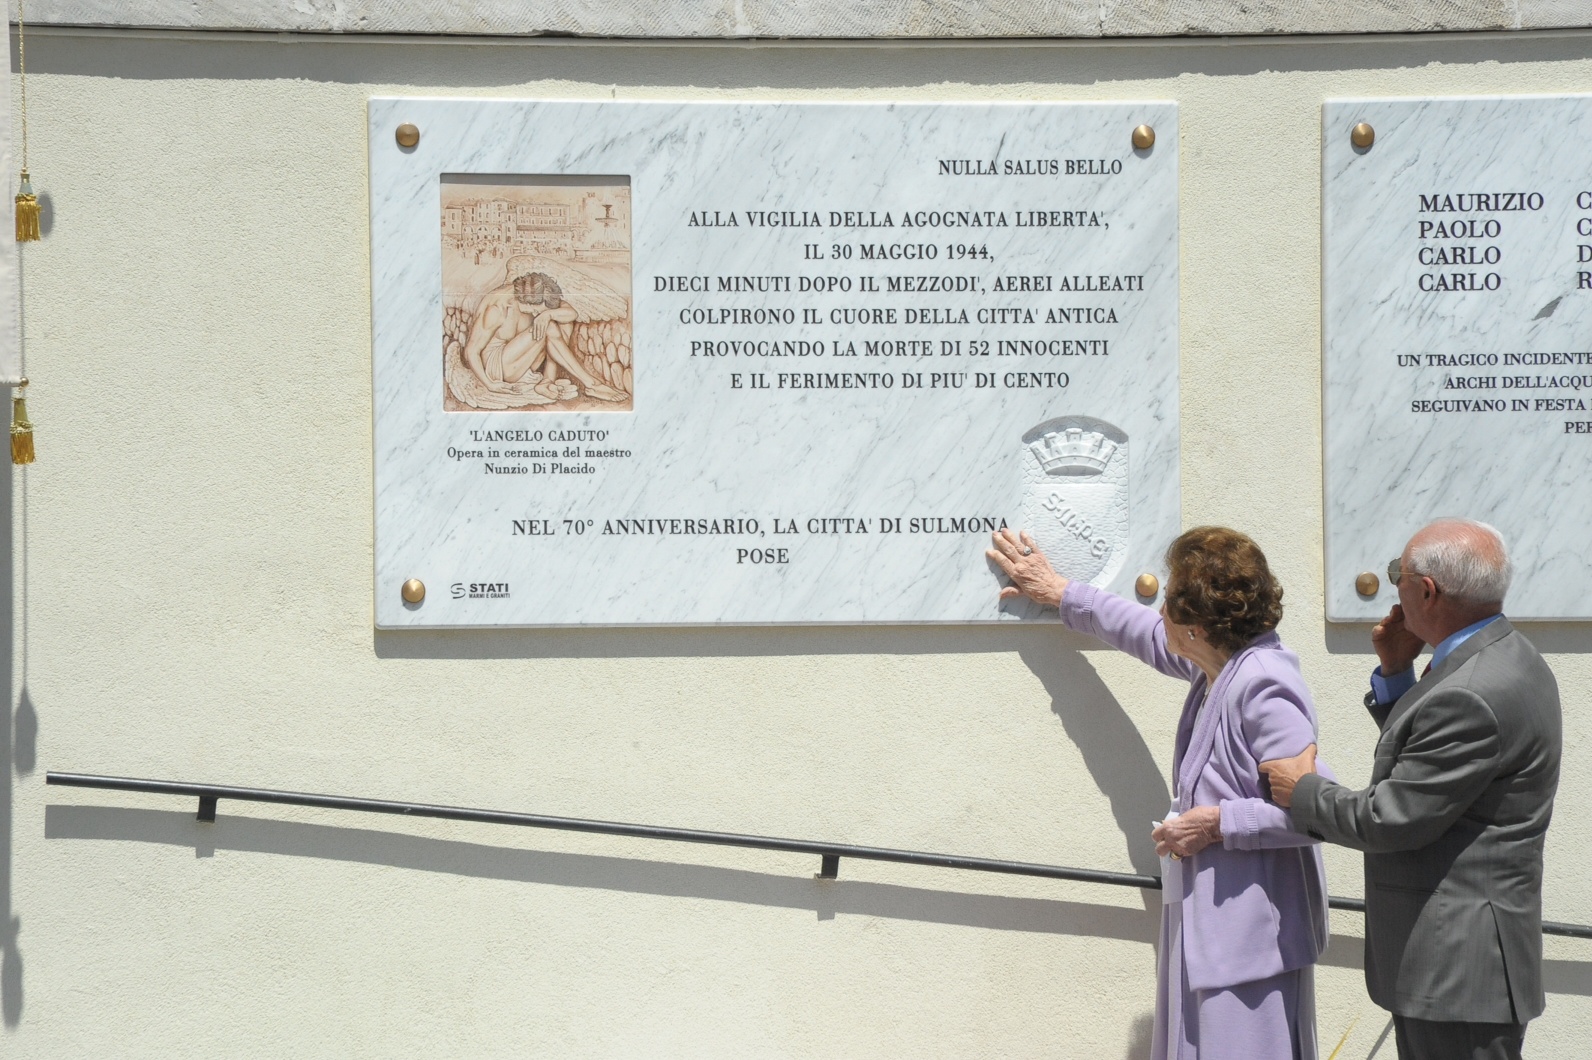 NULLA SALUS BELLO
ALLA VIGILIA DELLA AGOGNATA LIBERTA',
IL 30 MAGGIO 1944,
DIECI MINUTI DOPO IL MEZZODI', AEREI ALLEATI
COLPIRONO IL CUORE DELLA CITTA' ANTICA
PROVOCANDO LA MORTE DI 52 INNOCENTI
E IL FERIMENTO DI PIU' DI CENTO
'L'ANGELO CADUTO'
Opera in ceramica del maestro
Nunzio Di Placido
NEL 70° ANNIVERSARIO, LA CITTA' DI SULMONA
POSE
S·M·P·E·
STATI
MARMI E GRANITI
MAURIZIO C
PAOLO C
CARLO D
CARLO R
UN TRAGICO INCIDENTE
ARCHI DELL'ACQU
SEGUIVANO IN FESTA
PER